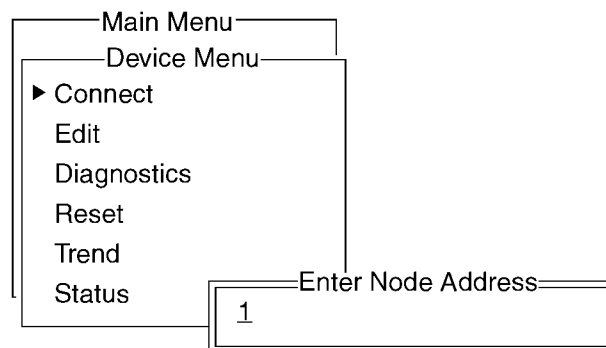 Main Menu
Device Menu
▶ Connect
Edit
Diagnostics
Reset
Trend
Status
Enter Node Address
1